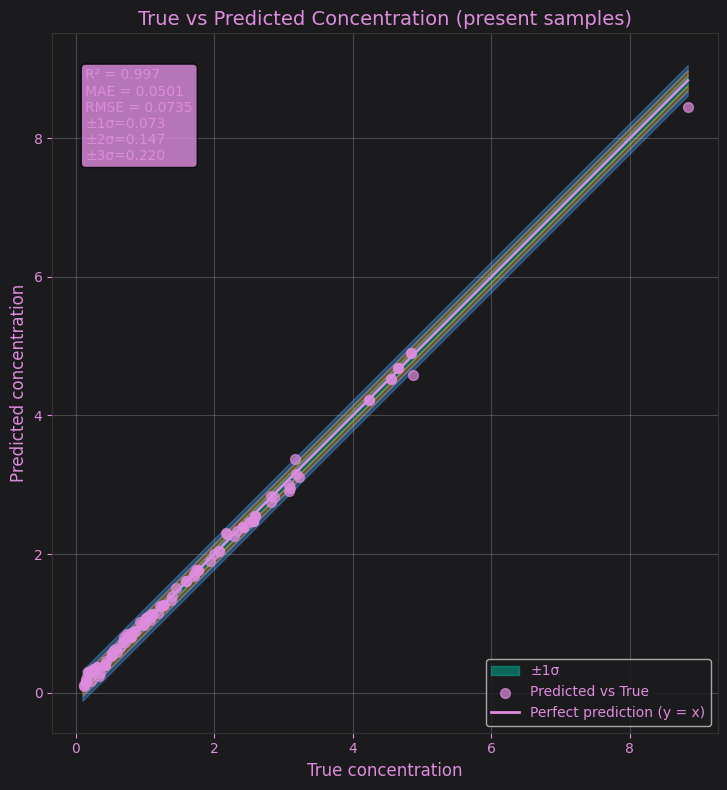 True vs Predicted Concentration (present samples)
R² = 0.997
MAE = 0.0501
RMSE = 0.0735
±1σ=0.073
±2σ=0.147
±3σ=0.220
8
6
4
2
0
Predicted concentration
±1σ
Predicted vs True
Perfect prediction (y = x)
0 2 4 6 8
True concentration